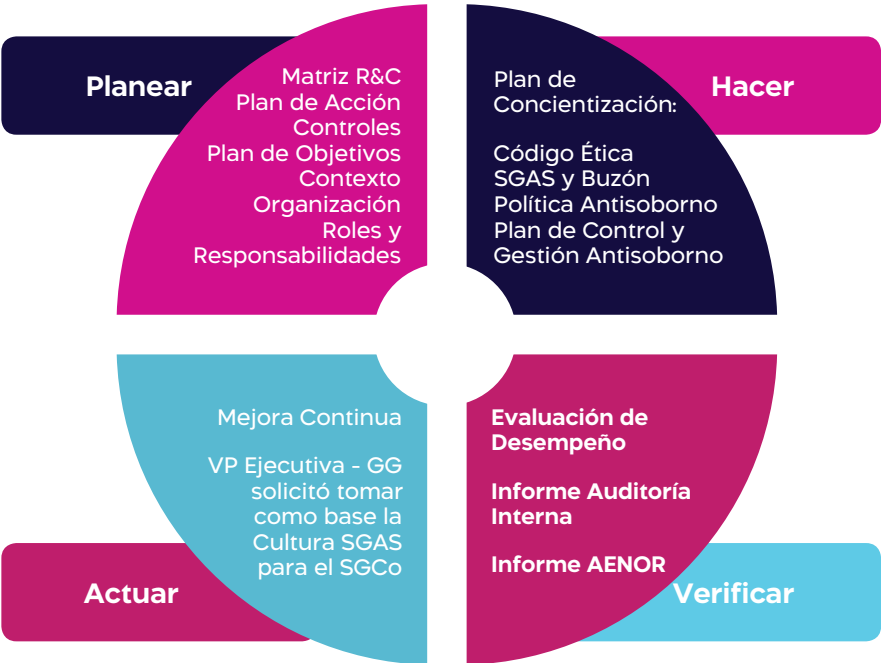 Planear
Matriz R&C
Plan de Acción
Controles
Plan de Objetivos
Contexto
Organización
Roles y
Responsabilidades
Plan de
Concientización:
Código Ética
SGAS y Buzón
Política Antisoborno
Plan de Control y
Gestión Antisoborno
Hacer
Actuar
Mejora Continua
VP Ejecutiva - GG
solicitó tomar
como base la
Cultura SGAS
para el SGCo
Evaluación de
Desempeño
Informe Auditoría
Interna
Informe AENOR
Verificar